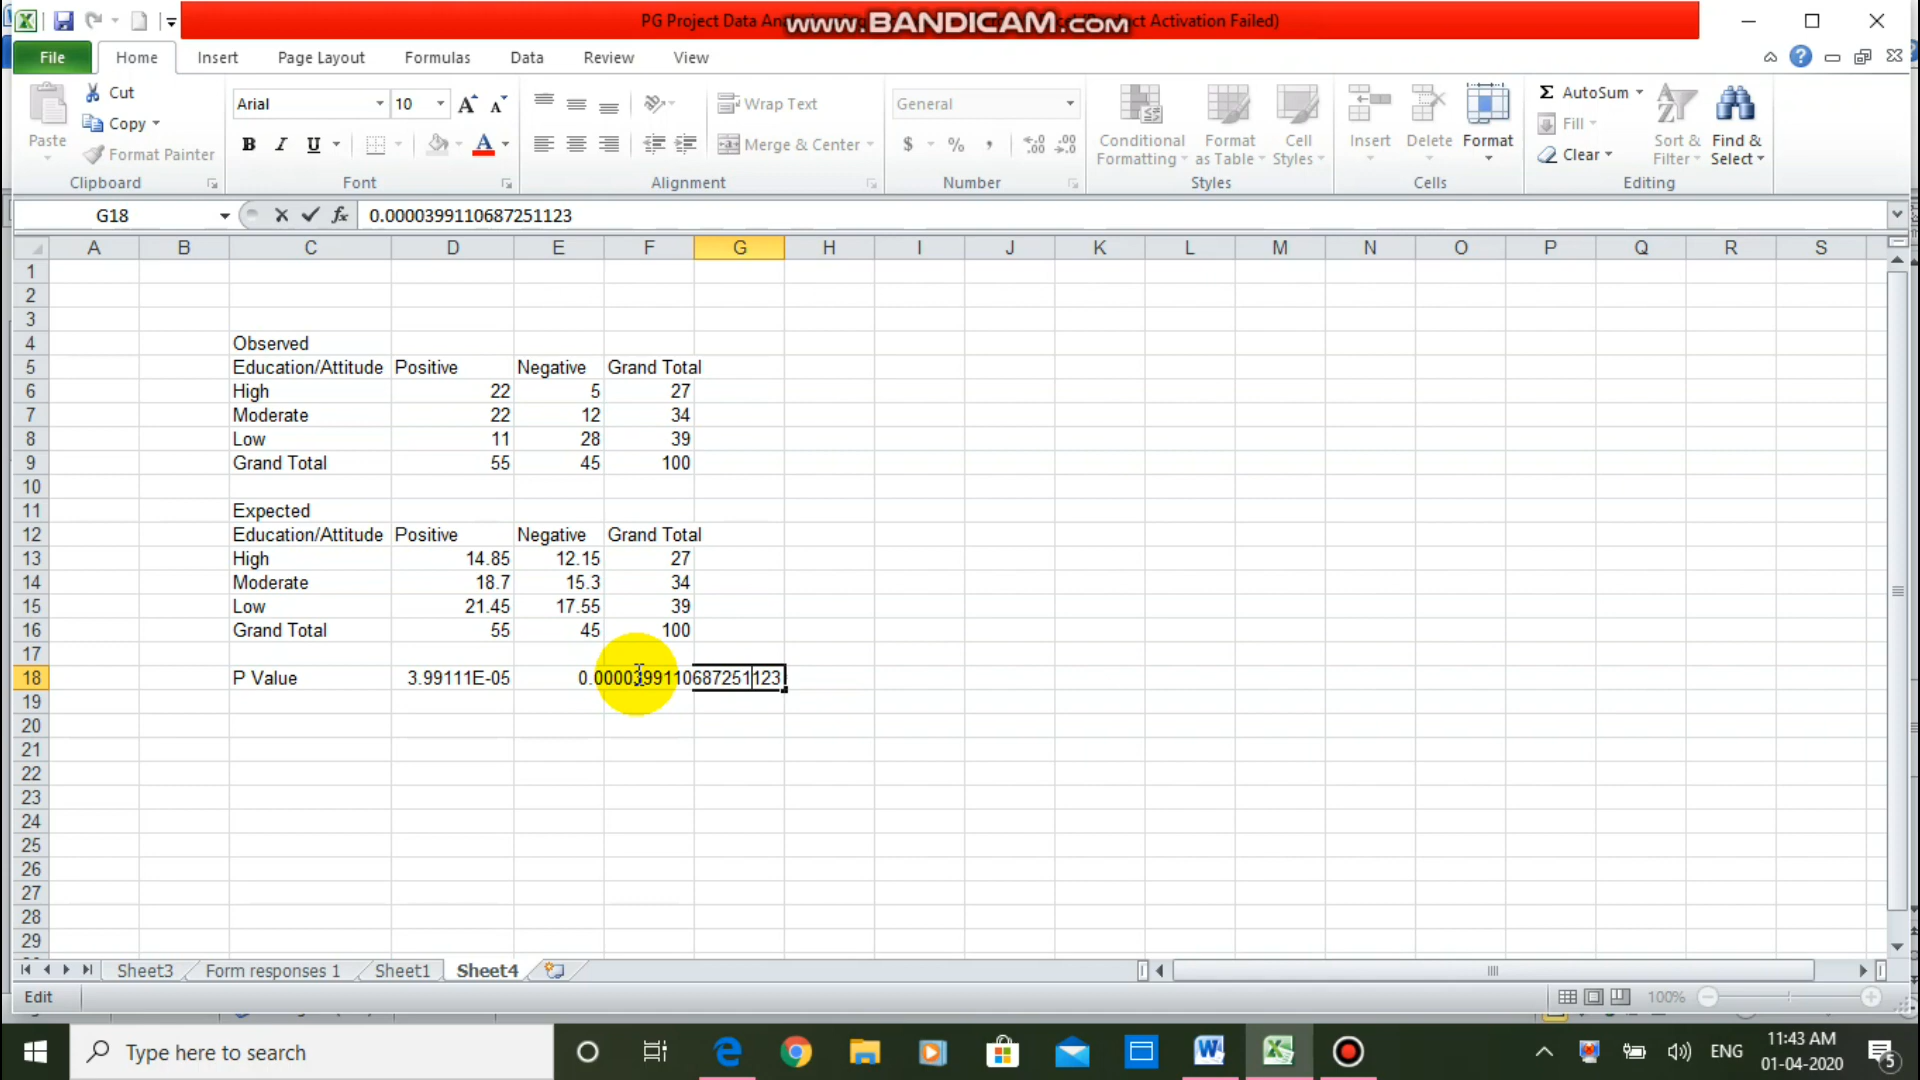 PG Project Data An
www.BANDICAM.com
t Activation Failed)
File Home Insert Page Layout Formulas Data Review View
Paste
Cut
Copy
Format Painter
Clipboard
Arial 10
B I U
Font
Wrap Text
Merge & Center
Alignment
General
$ % ,
Number
Conditional Formatting
Format as Table
Cell Styles
Styles
Insert Delete Format
Cells
Σ AutoSum
Fill
Clear
Sort & Filter
Find & Select
Editing
G18 fx 0.0000399110687251123
A B C D E F G H I J K L M N O P Q R S
1
2
3
4 Observed
5 Education/Attitude Positive Negative Grand Total
6 High 22 5 27
7 Moderate 22 12 34
8 Low 11 28 39
9 Grand Total 55 45 100
10
11 Expected
12 Education/Attitude Positive Negative Grand Total
13 High 14.85 12.15 27
14 Moderate 18.7 15.3 34
15 Low 21.45 17.55 39
16 Grand Total 55 45 100
17
18 P Value 3.99111E-05 0.0000399110687251123
19
20
21
22
23
24
25
26
27
28
29
Sheet3 Form responses 1 Sheet1 Sheet4
Edit 100%
Type here to search
ENG
11:43 AM
01-04-2020
5